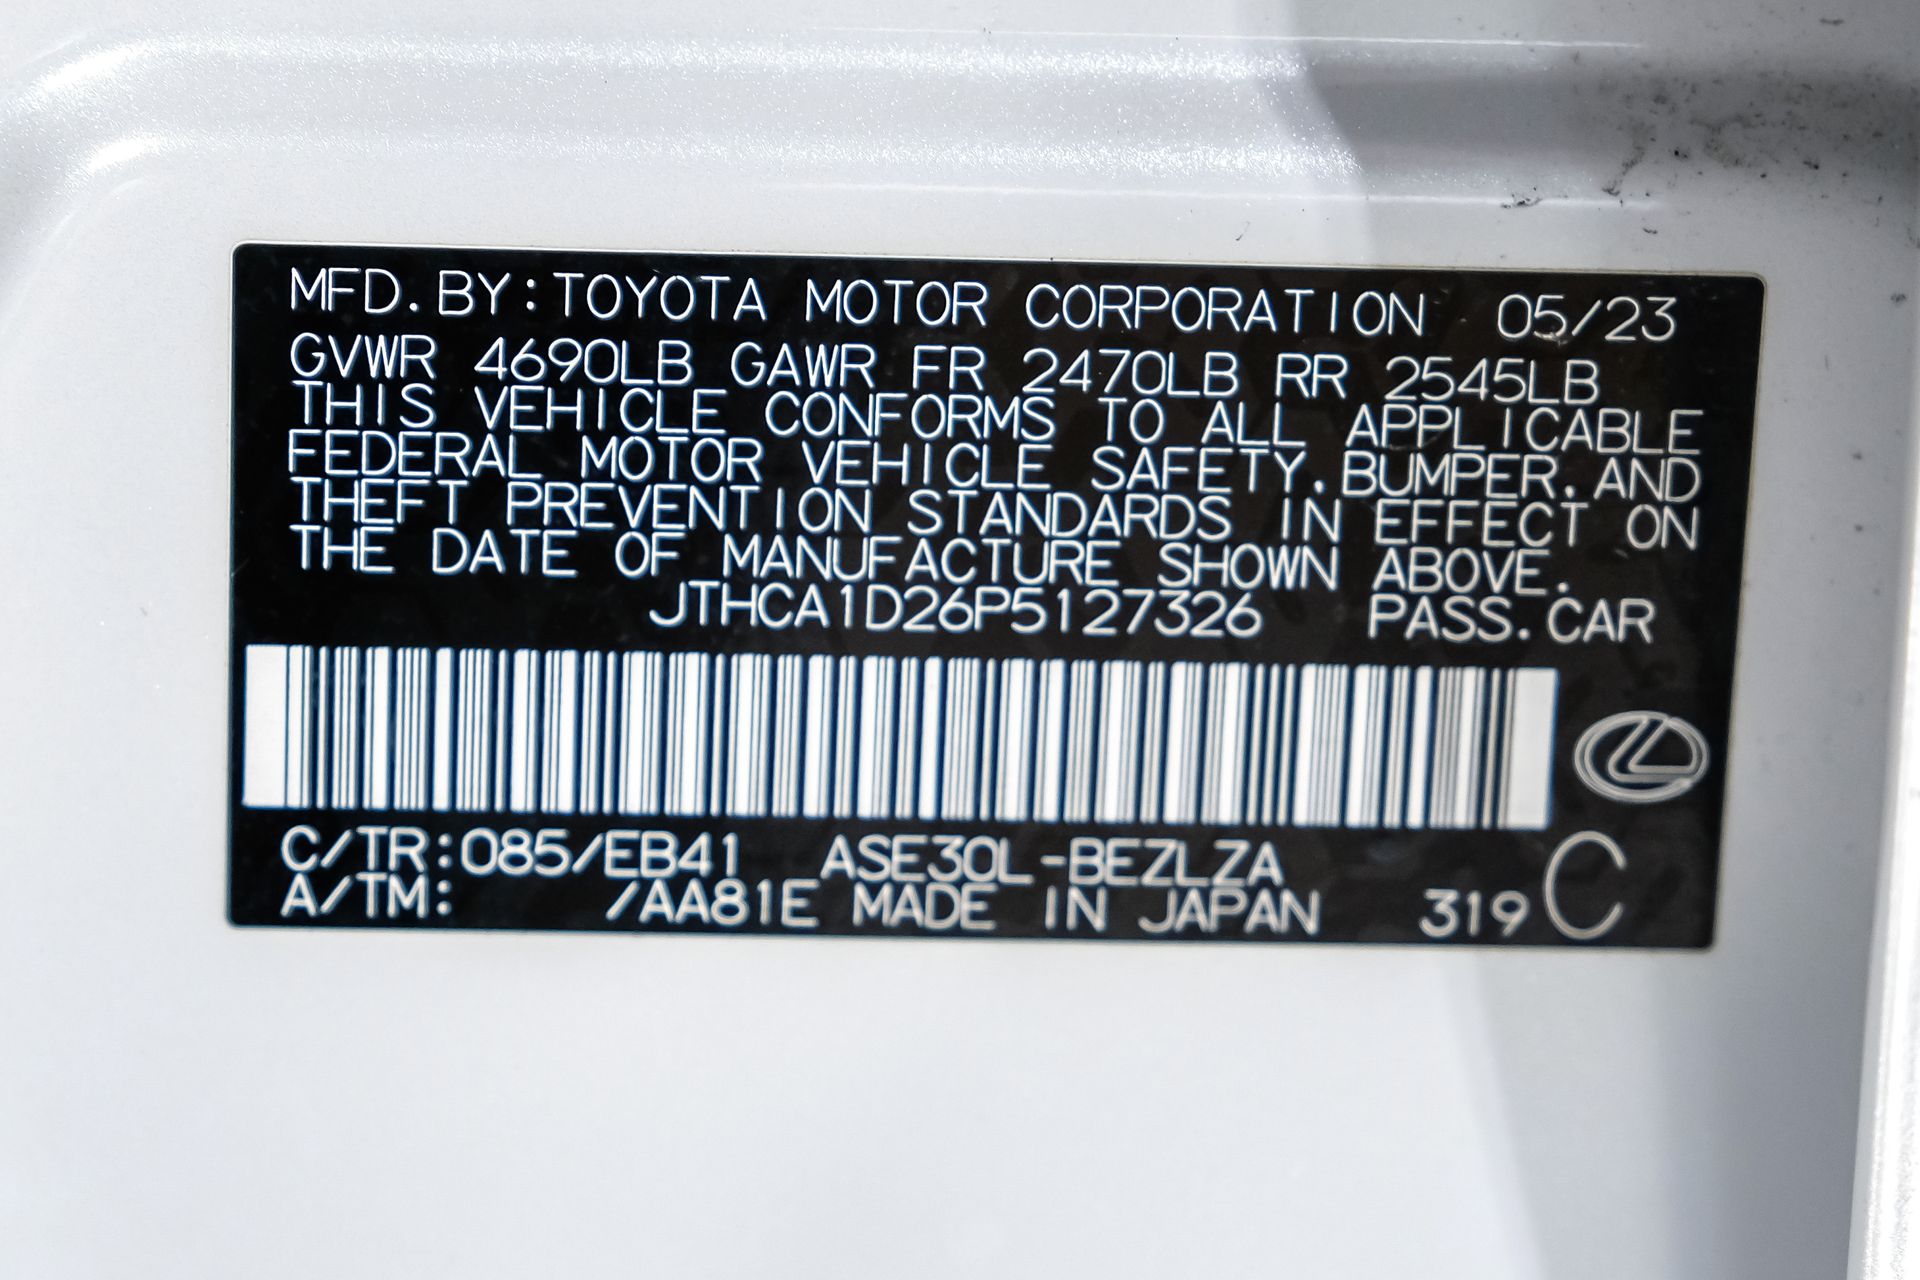 MFD. BY: TOYOTA MOTOR CORPORATION 05/23
GVWR 4690LB GAWR FR 2470LB RR 2545LB
THIS VEHICLE CONFORMS TO ALL APPLICABLE
FEDERAL MOTOR VEHICLE SAFETY, BUMPER, AND
THEFT PREVENTION STANDARDS IN EFFECT ON
THE DATE OF MANUFACTURE SHOWN ABOVE.
JTHCA1D26P5127326 PASS. CAR
C/TR: 085/EB41 ASE30L-BEZLZA
A/TM: /AA81E MADE IN JAPAN 319 C